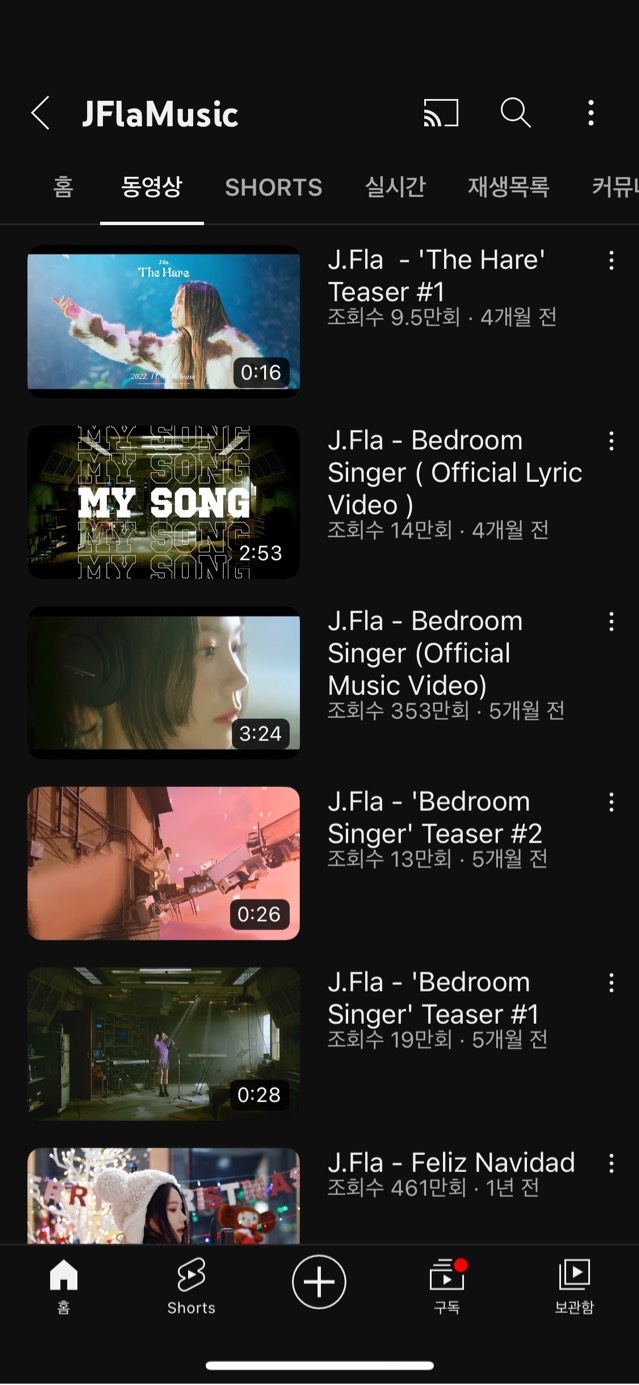 JFlaMusic
홈 동영상 SHORTS 실시간 재생목록 커뮤니
J.Fla
The Hare
0:16
J.Fla - 'The Hare'
Teaser #1
조회수 9.5만회 · 4개월 전
MY SONG
MY SONG
MY SONG
MY SONG
MY SONG
2:53
J.Fla - Bedroom
Singer ( Official Lyric
Video )
조회수 14만회 · 4개월 전
3:24
J.Fla - Bedroom
Singer (Official
Music Video)
조회수 353만회 · 5개월 전
0:26
J.Fla - 'Bedroom
Singer' Teaser #2
조회수 13만회 · 5개월 전
0:28
J.Fla - 'Bedroom
Singer' Teaser #1
조회수 19만회 · 5개월 전
J.Fla - Feliz Navidad
조회수 461만회 · 1년 전
홈 Shorts 구독 보관함